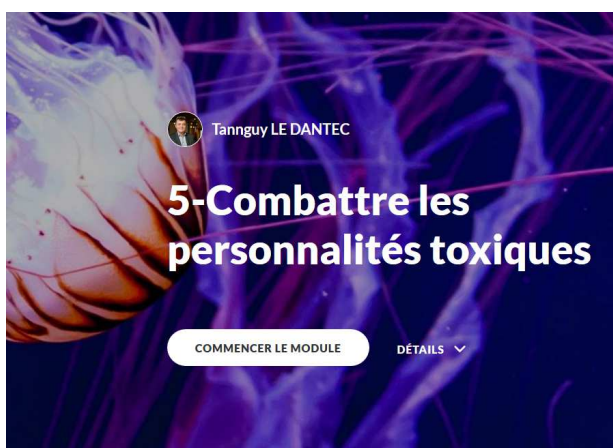 Tannguy LE DANTEC
5-Combattre les
personnalités toxiques
COMMENCER LE MODULE
DÉTAILS